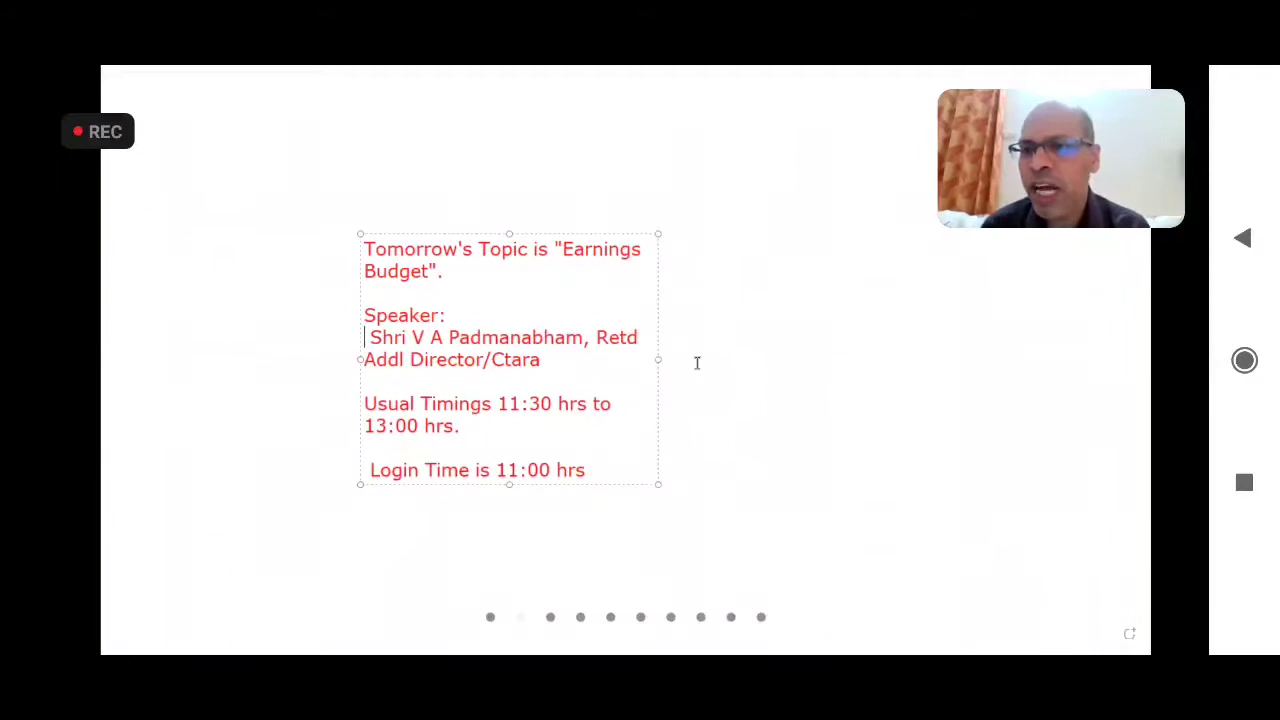 REC
Tomorrow's Topic is "Earnings
Budget".
Speaker:
Shri V A Padmanabham, Retd
Addl Director/Ctara
Usual Timings 11:30 hrs to
13:00 hrs.
Login Time is 11:00 hrs